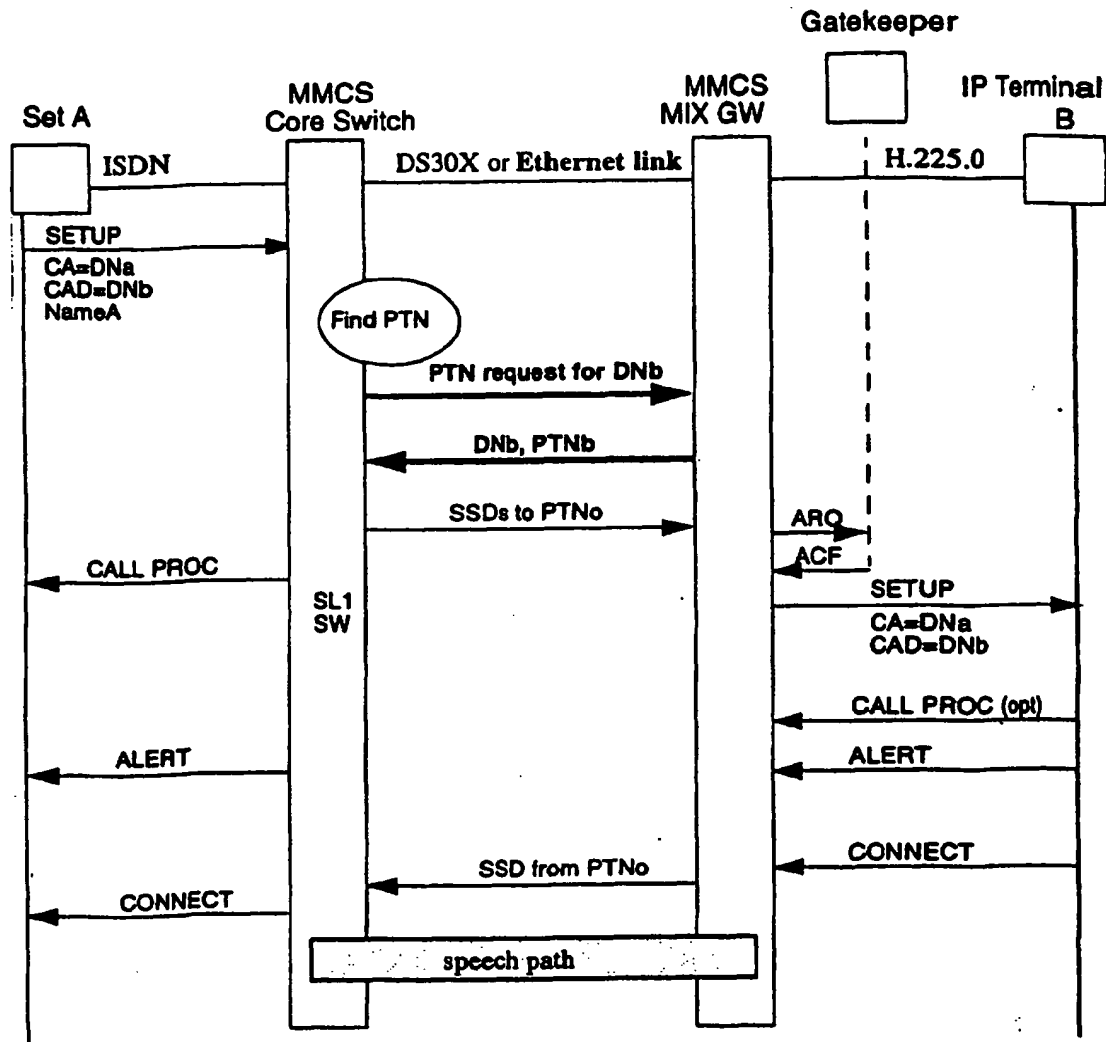 Gatekeeper
Set A
MMCS
Core Switch
MMCS
MIX GW
IP Terminal
B
ISDN
DS30X or Ethernet link
H.225.0
SETUP
CA=DNa
CAD=DNb
NameA
Find PTN
PTN request for DNb
DNb, PTNb
SSDs to PTNo
ARQ
ACF
CALL PROC
SL1
SW
SETUP
CA=DNa
CAD=DNb
CALL PROC (opt)
ALERT
ALERT
CONNECT
SSD from PTNo
CONNECT
speech path